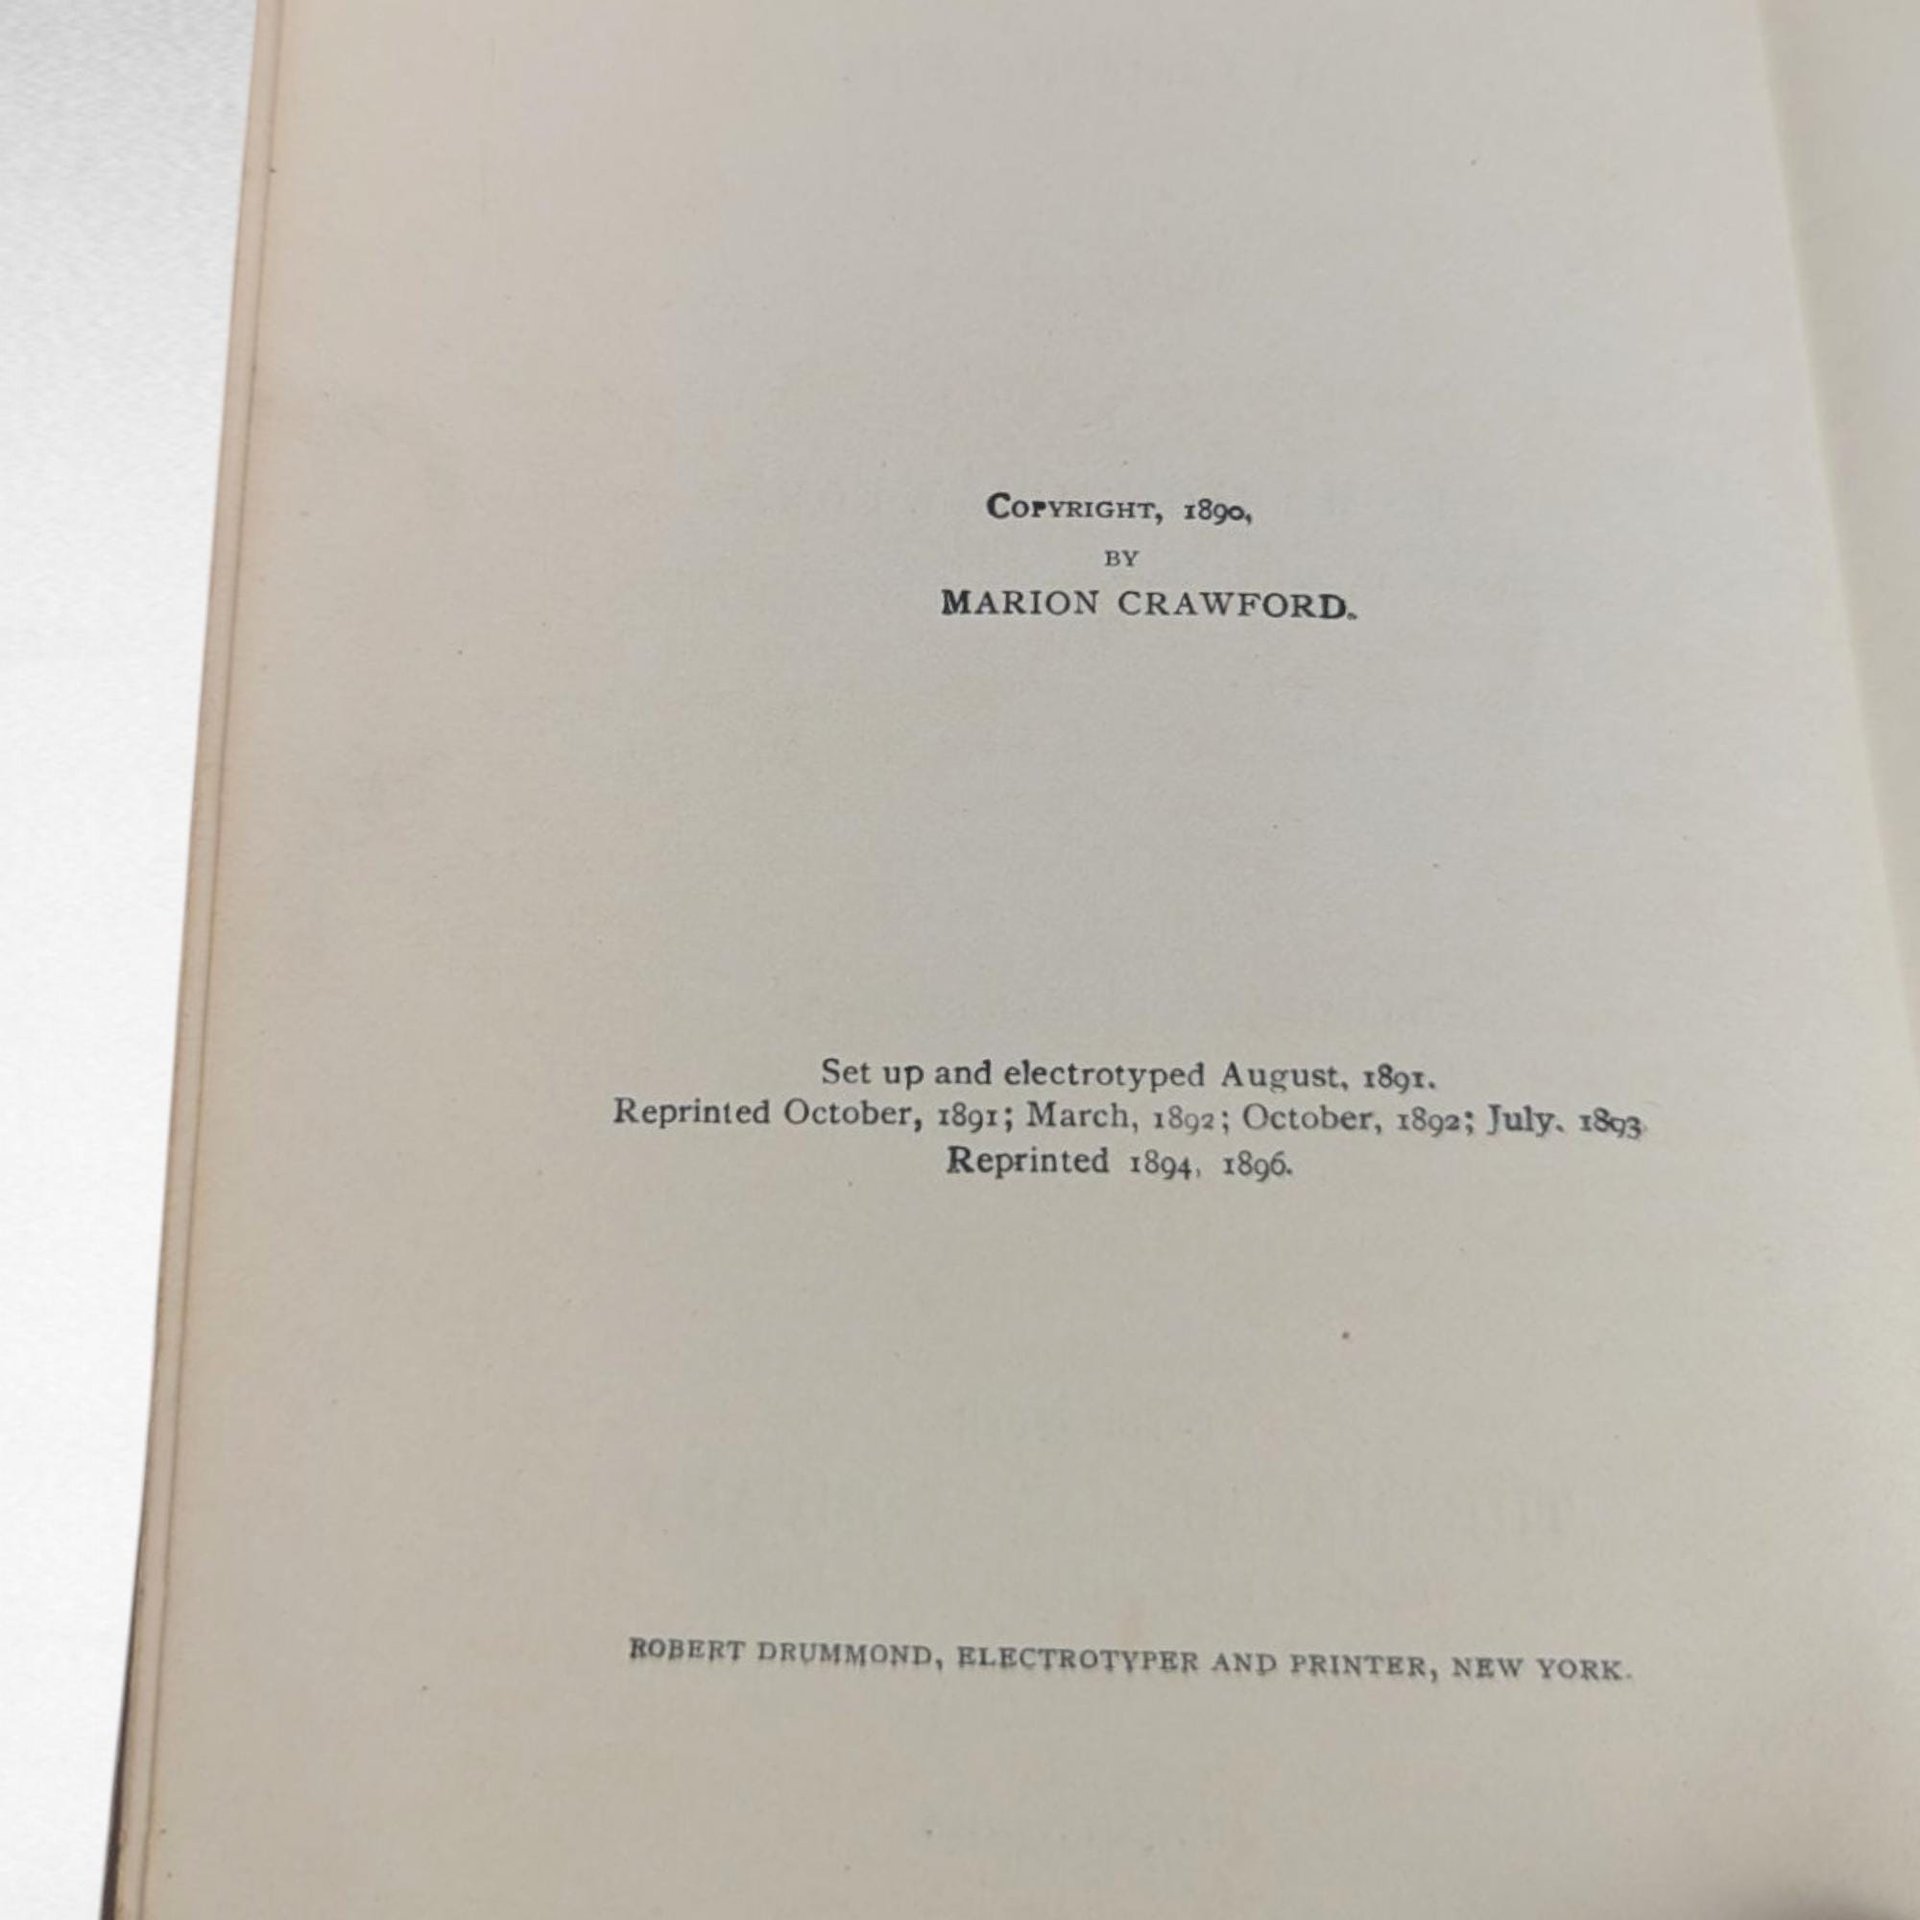 COPYRIGHT, 1890,
BY
MARION CRAWFORD.
Set up and electrotyped August, 1891.
Reprinted October, 1891; March, 1892; October, 1892; July. 1893
Reprinted 1894, 1896.
ROBERT DRUMMOND, ELECTROTYPER AND PRINTER, NEW YORK.